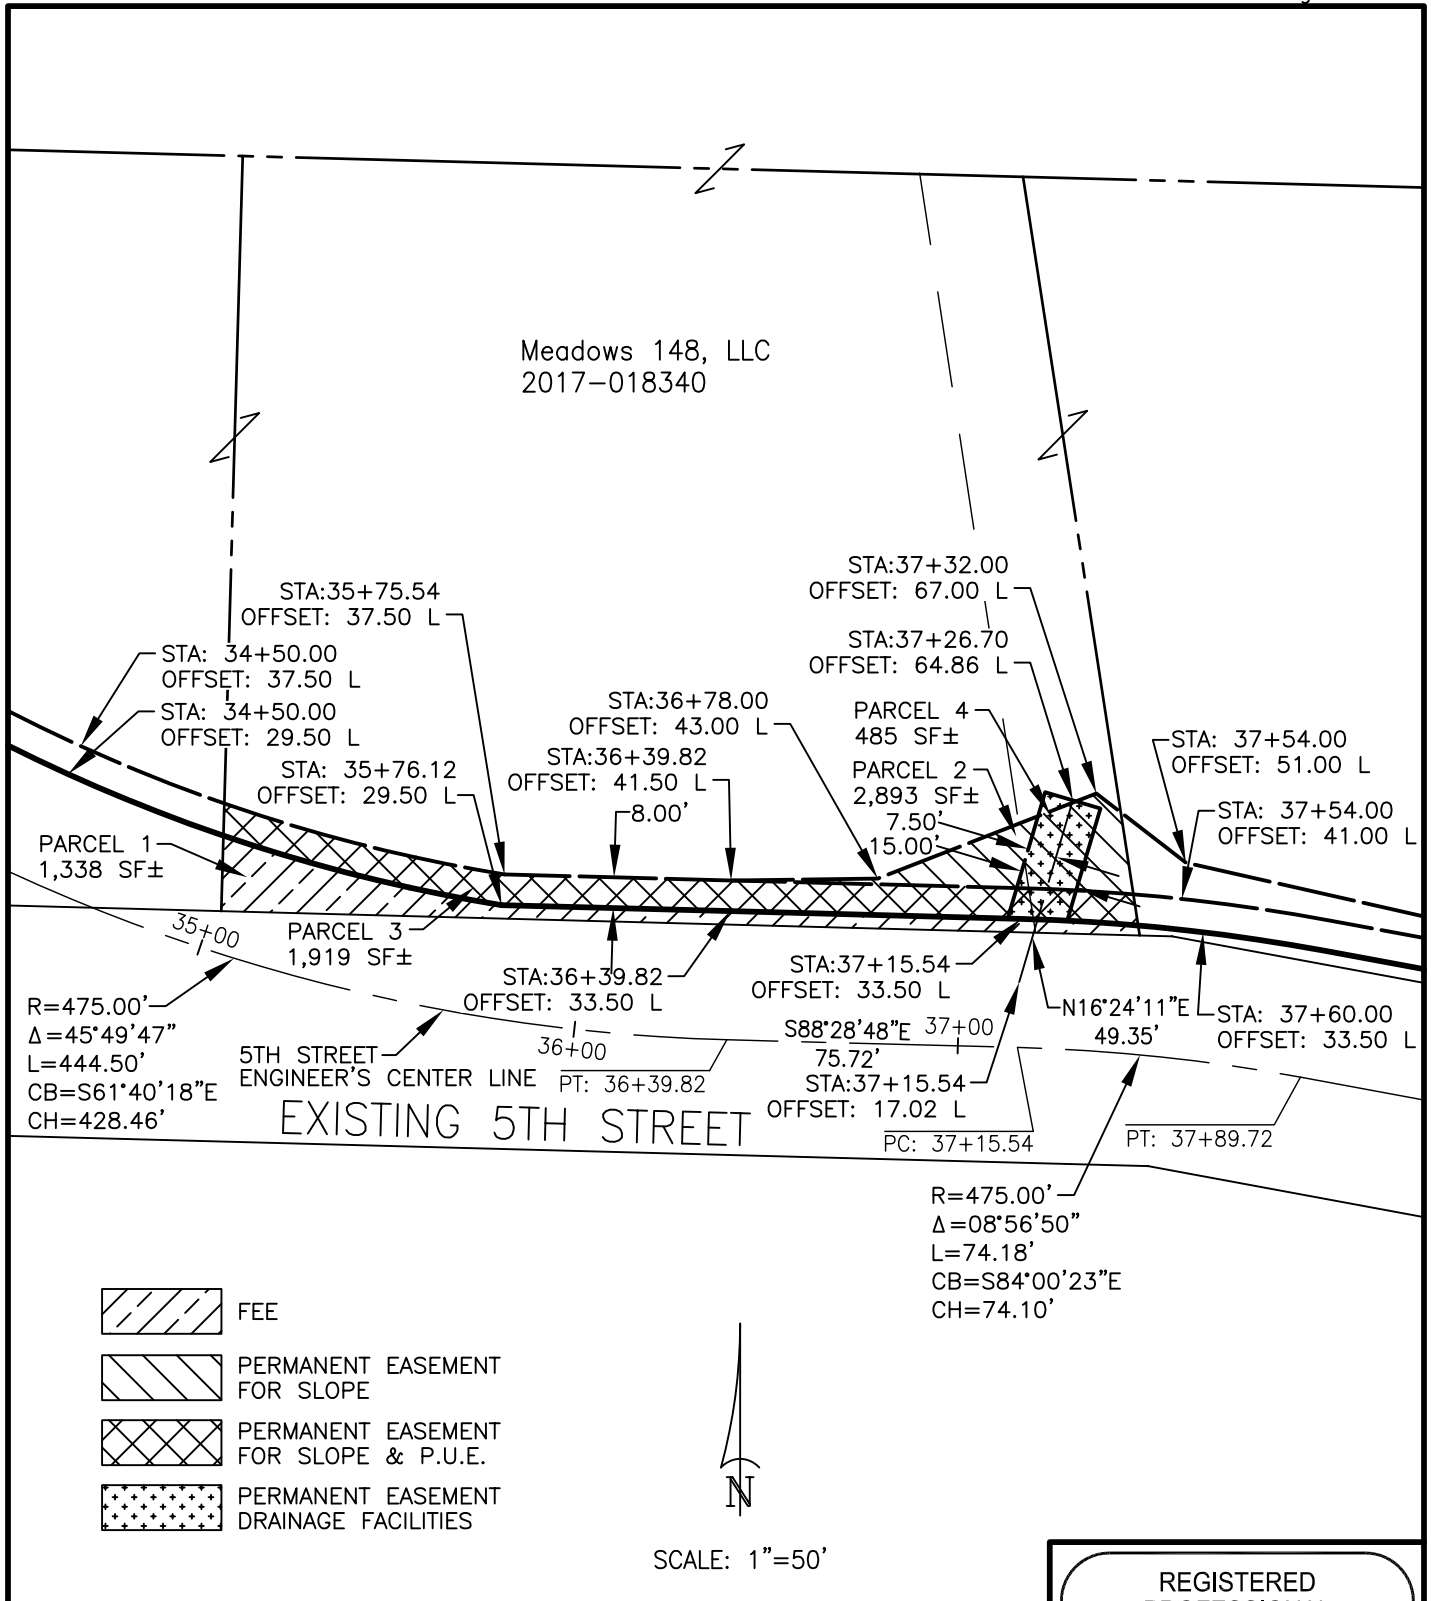 Meadows 148, LLC
2017-018340
STA:37+32.00
OFFSET: 67.00 L
STA:35+75.54
OFFSET: 37.50 L
STA:37+26.70
OFFSET: 64.86 L
STA: 34+50.00
OFFSET: 37.50 L
STA: 34+50.00
OFFSET: 29.50 L
STA:36+78.00
OFFSET: 43.00 L
PARCEL 4
485 SF±
STA: 37+54.00
OFFSET: 51.00 L
STA:36+39.82
OFFSET: 41.50 L
STA: 35+76.12
OFFSET: 29.50 L
PARCEL 2
2,893 SF±
8.00'
7.50'
15.00'
STA: 37+54.00
OFFSET: 41.00 L
PARCEL 1
1,338 SF±
35+00
PARCEL 3
1,919 SF±
STA:36+39.82
OFFSET: 33.50 L
STA:37+15.54
OFFSET: 33.50 L
R=475.00'
Δ=45°49'47"
L=444.50'
CB=S61°40'18"E
CH=428.46'
N16°24'11"E
49.35'
STA: 37+60.00
OFFSET: 33.50 L
S88°28'48"E
75.72'
37+00
36+00
5TH STREET
ENGINEER'S CENTER LINE
PT: 36+39.82
STA:37+15.54
OFFSET: 17.02 L
EXISTING 5TH STREET
PC: 37+15.54
PT: 37+89.72
R=475.00'
Δ=08°56'50"
L=74.18'
CB=S84°00'23"E
CH=74.10'
FEE
PERMANENT EASEMENT
FOR SLOPE
PERMANENT EASEMENT
FOR SLOPE & P.U.E.
PERMANENT EASEMENT
DRAINAGE FACILITIES
N
SCALE: 1"=50'
REGISTERED